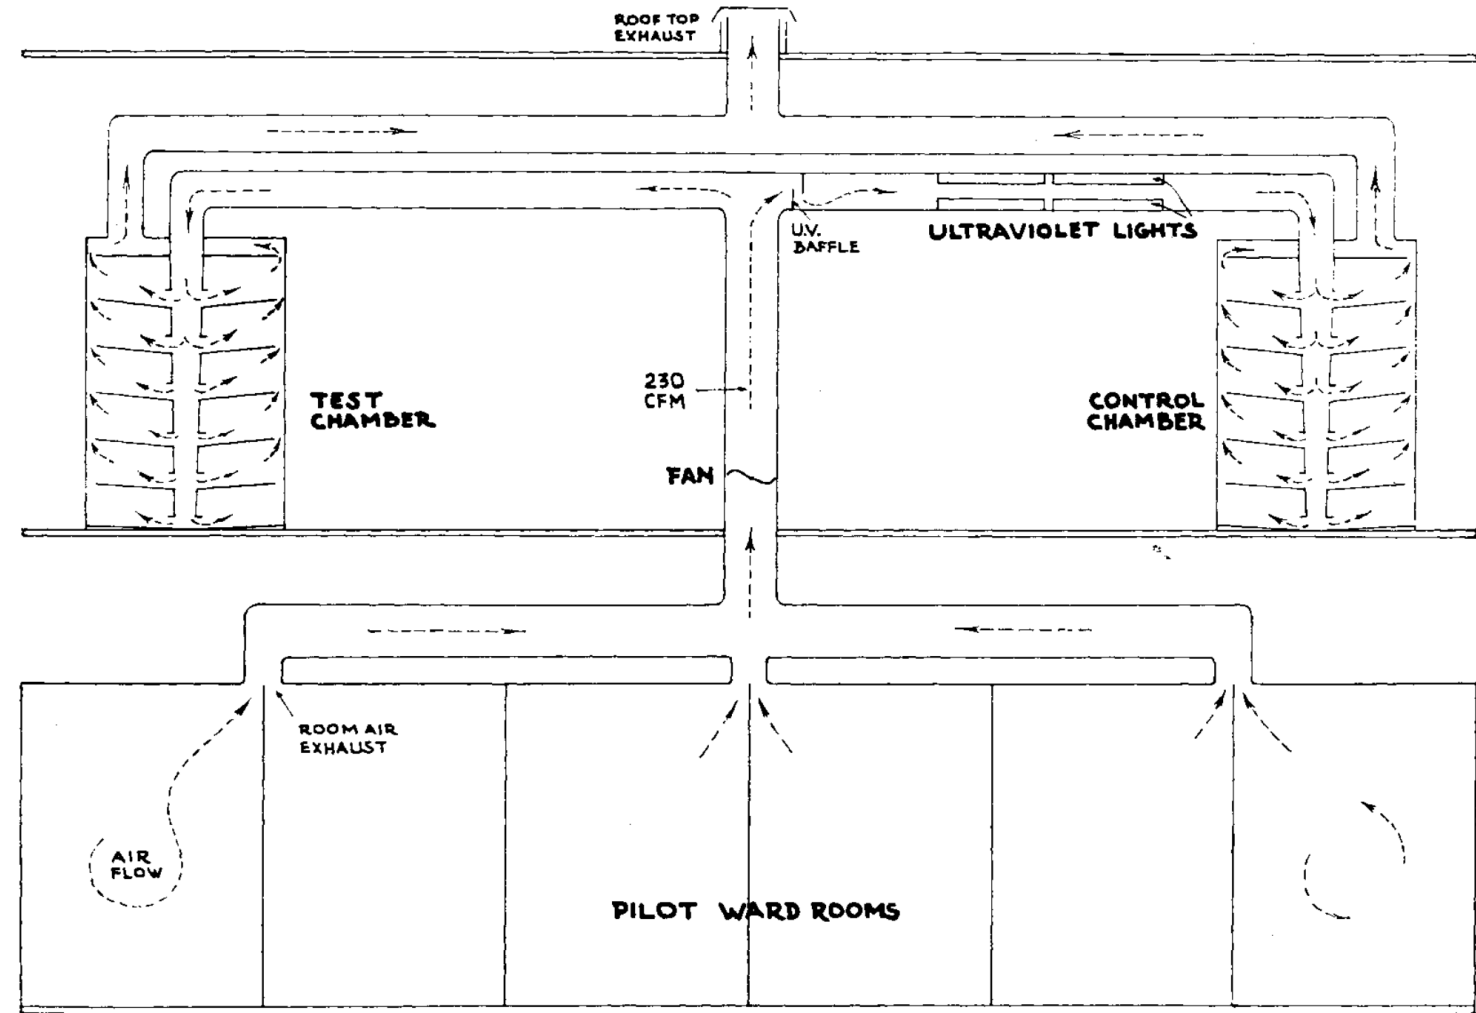 ROOF TOP
EXHAUST
U.V.
BAFFLE
ULTRAVIOLET LIGHTS
230
CFM
TEST
CHAMBER
CONTROL
CHAMBER
FAN
ROOM AIR
EXHAUST
AIR
FLOW
PILOT WARD ROOMS